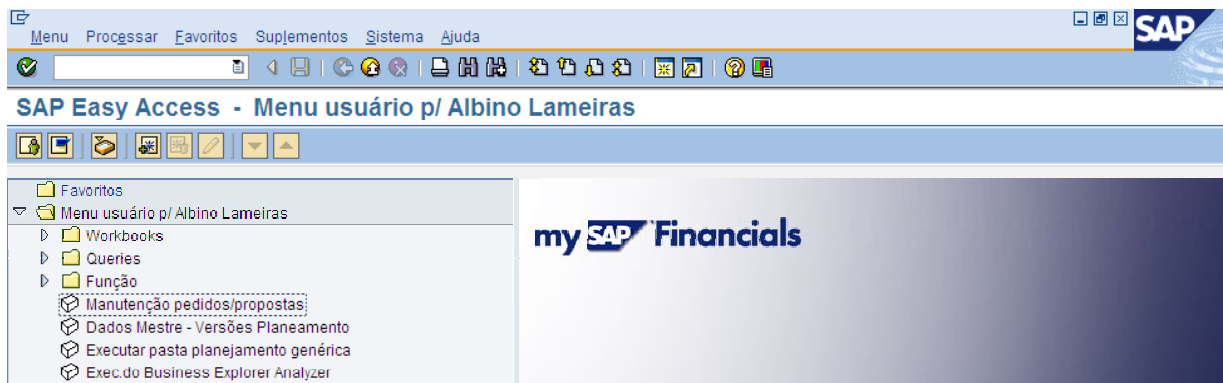 Menu Processar Favoritos Suplementos Sistema Ajuda
SAP
SAP Easy Access - Menu usuário p/ Albino Lameiras
Favoritos
Menu usuário p/ Albino Lameiras
Workbooks
Queries
Função
Manutenção pedidos/propostas
Dados Mestre - Versões Planeamento
Executar pasta planejamento genérica
Exec.do Business Explorer Analyzer
my SAP Financials